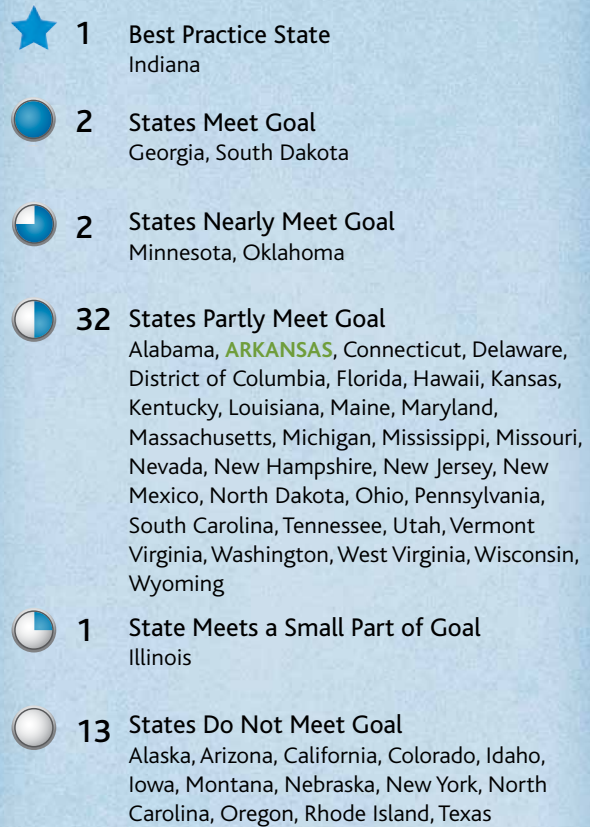 1 Best Practice State
Indiana
2 States Meet Goal
Georgia, South Dakota
2 States Nearly Meet Goal
Minnesota, Oklahoma
32 States Partly Meet Goal
Alabama, ARKANSAS, Connecticut, Delaware,
District of Columbia, Florida, Hawaii, Kansas,
Kentucky, Louisiana, Maine, Maryland,
Massachusetts, Michigan, Mississippi, Missouri,
Nevada, New Hampshire, New Jersey, New
Mexico, North Dakota, Ohio, Pennsylvania,
South Carolina, Tennessee, Utah, Vermont
Virginia, Washington, West Virginia, Wisconsin,
Wyoming
1 State Meets a Small Part of Goal
Illinois
13 States Do Not Meet Goal
Alaska, Arizona, California, Colorado, Idaho,
Iowa, Montana, Nebraska, New York, North
Carolina, Oregon, Rhode Island, Texas